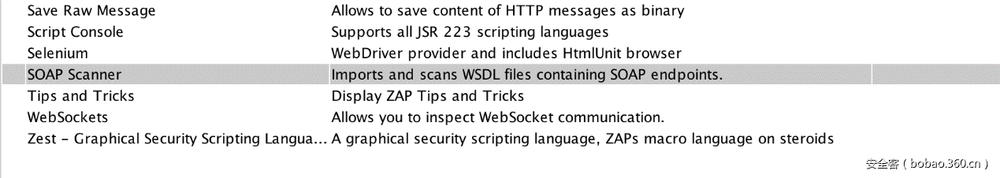 Save Raw Message Allows to save content of HTTP messages as binary
Script Console Supports all JSR 223 scripting languages
Selenium WebDriver provider and includes HtmlUnit browser
SOAP Scanner Imports and scans WSDL files containing SOAP endpoints.
Tips and Tricks Display ZAP Tips and Tricks
WebSockets Allows you to inspect WebSocket communication.
Zest - Graphical Security Scripting Langua... A graphical security scripting language, ZAPs macro language on steroids
安全客（bobao.360.cn）